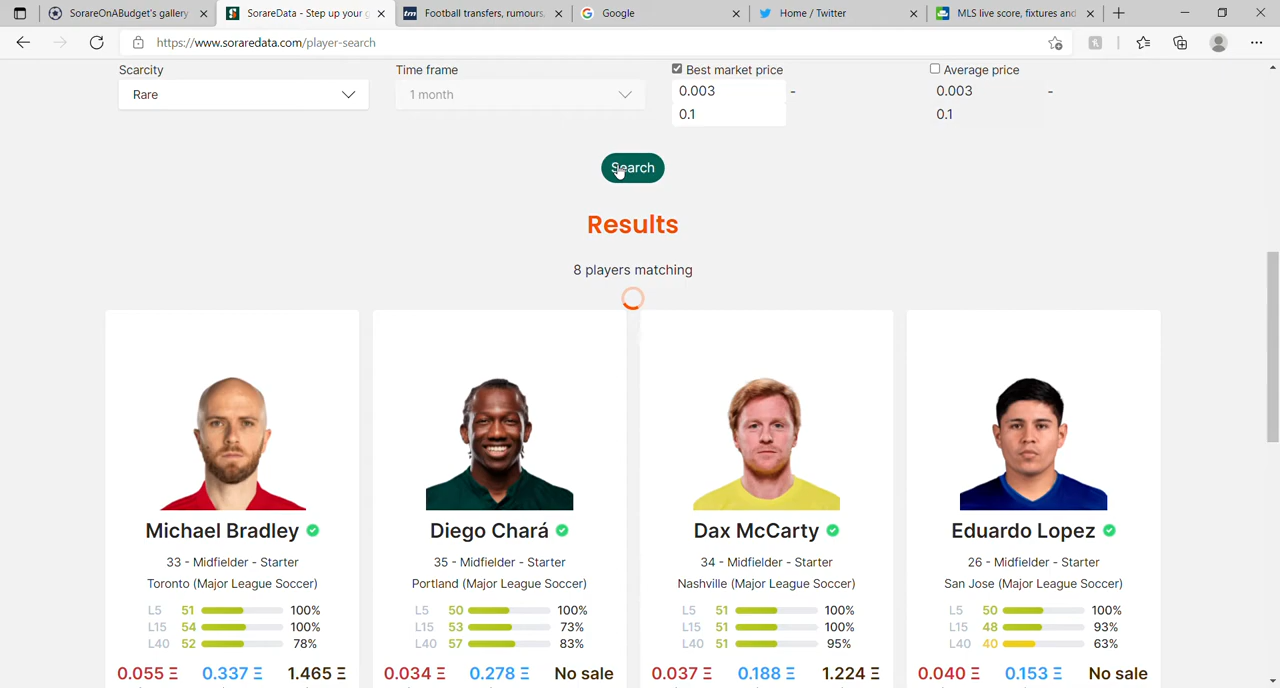 SorareOnABudget's gallery
SorareData - Step up your g
Football transfers, rumours,
Google
Home / Twitter
MLS live score, fixtures and
https://www.soraredata.com/player-search
Scarcity
Time frame
Best market price
Average price
Rare
1 month
0.003 -
0.1
0.003 -
0.1
Search
Results
8 players matching
Michael Bradley
33 - Midfielder - Starter
Toronto (Major League Soccer)
L5 51 100%
L15 54 100%
L40 52 78%
0.055 Ξ 0.337 Ξ 1.465 Ξ
Diego Chará
35 - Midfielder - Starter
Portland (Major League Soccer)
L5 50 100%
L15 53 73%
L40 57 83%
0.034 Ξ 0.278 Ξ No sale
Dax McCarty
34 - Midfielder - Starter
Nashville (Major League Soccer)
L5 51 100%
L15 51 100%
L40 51 95%
0.037 Ξ 0.188 Ξ 1.224 Ξ
Eduardo Lopez
26 - Midfielder - Starter
San Jose (Major League Soccer)
L5 50 100%
L15 48 93%
L40 40 63%
0.040 Ξ 0.153 Ξ No sale